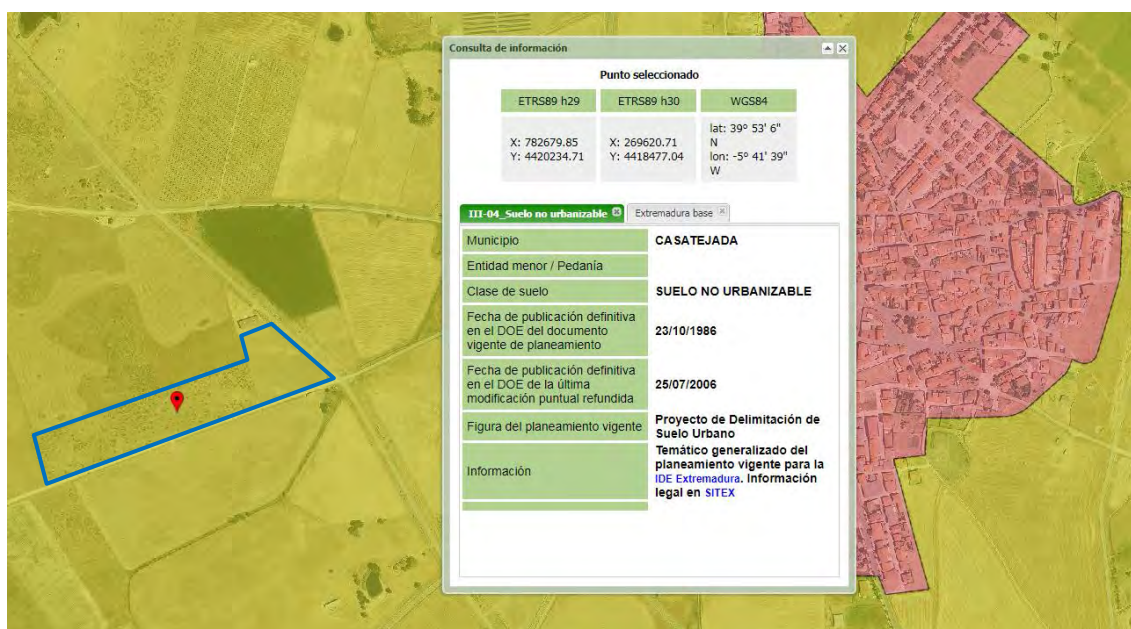 Consulta de información
Punto seleccionado
ETRS89 h29 ETRS89 h30 WGS84
X: 782679.85
Y: 4420234.71
X: 269620.71
Y: 4418477.04
lat: 39º 53' 6"
N
lon: -5º 41' 39"
W
III-04_Suelo no urbanizable Extremadura base
Municipio CASATEJADA
Entidad menor / Pedanía
Clase de suelo SUELO NO URBANIZABLE
Fecha de publicación definitiva
en el DOE del documento
vigente de planeamiento
23/10/1986
Fecha de publicación definitiva
en el DOE de la última
modificación puntual refundida
25/07/2006
Figura del planeamiento vigente
Proyecto de Delimitación de
Suelo Urbano
Información
Temático generalizado del
planeamiento vigente para la
IDE Extremadura. Información
legal en SITEX